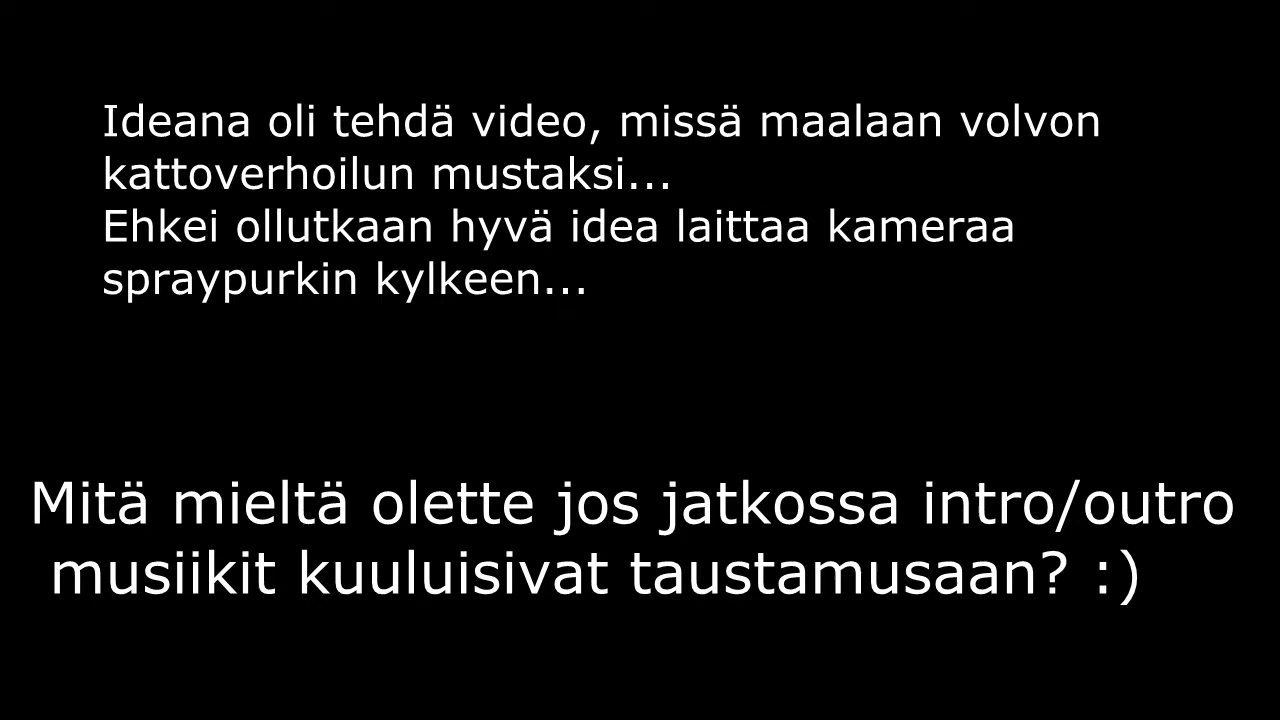 Ideana oli tehdä video, missä maalaan volvon
kattoverhoilun mustaksi...
Ehkei ollutkaan hyvä idea laittaa kameraa
spraypurkin kylkeen...
Mitä mieltä olette jos jatkossa intro/outro
musiikit kuuluisivat taustamusaan? :)